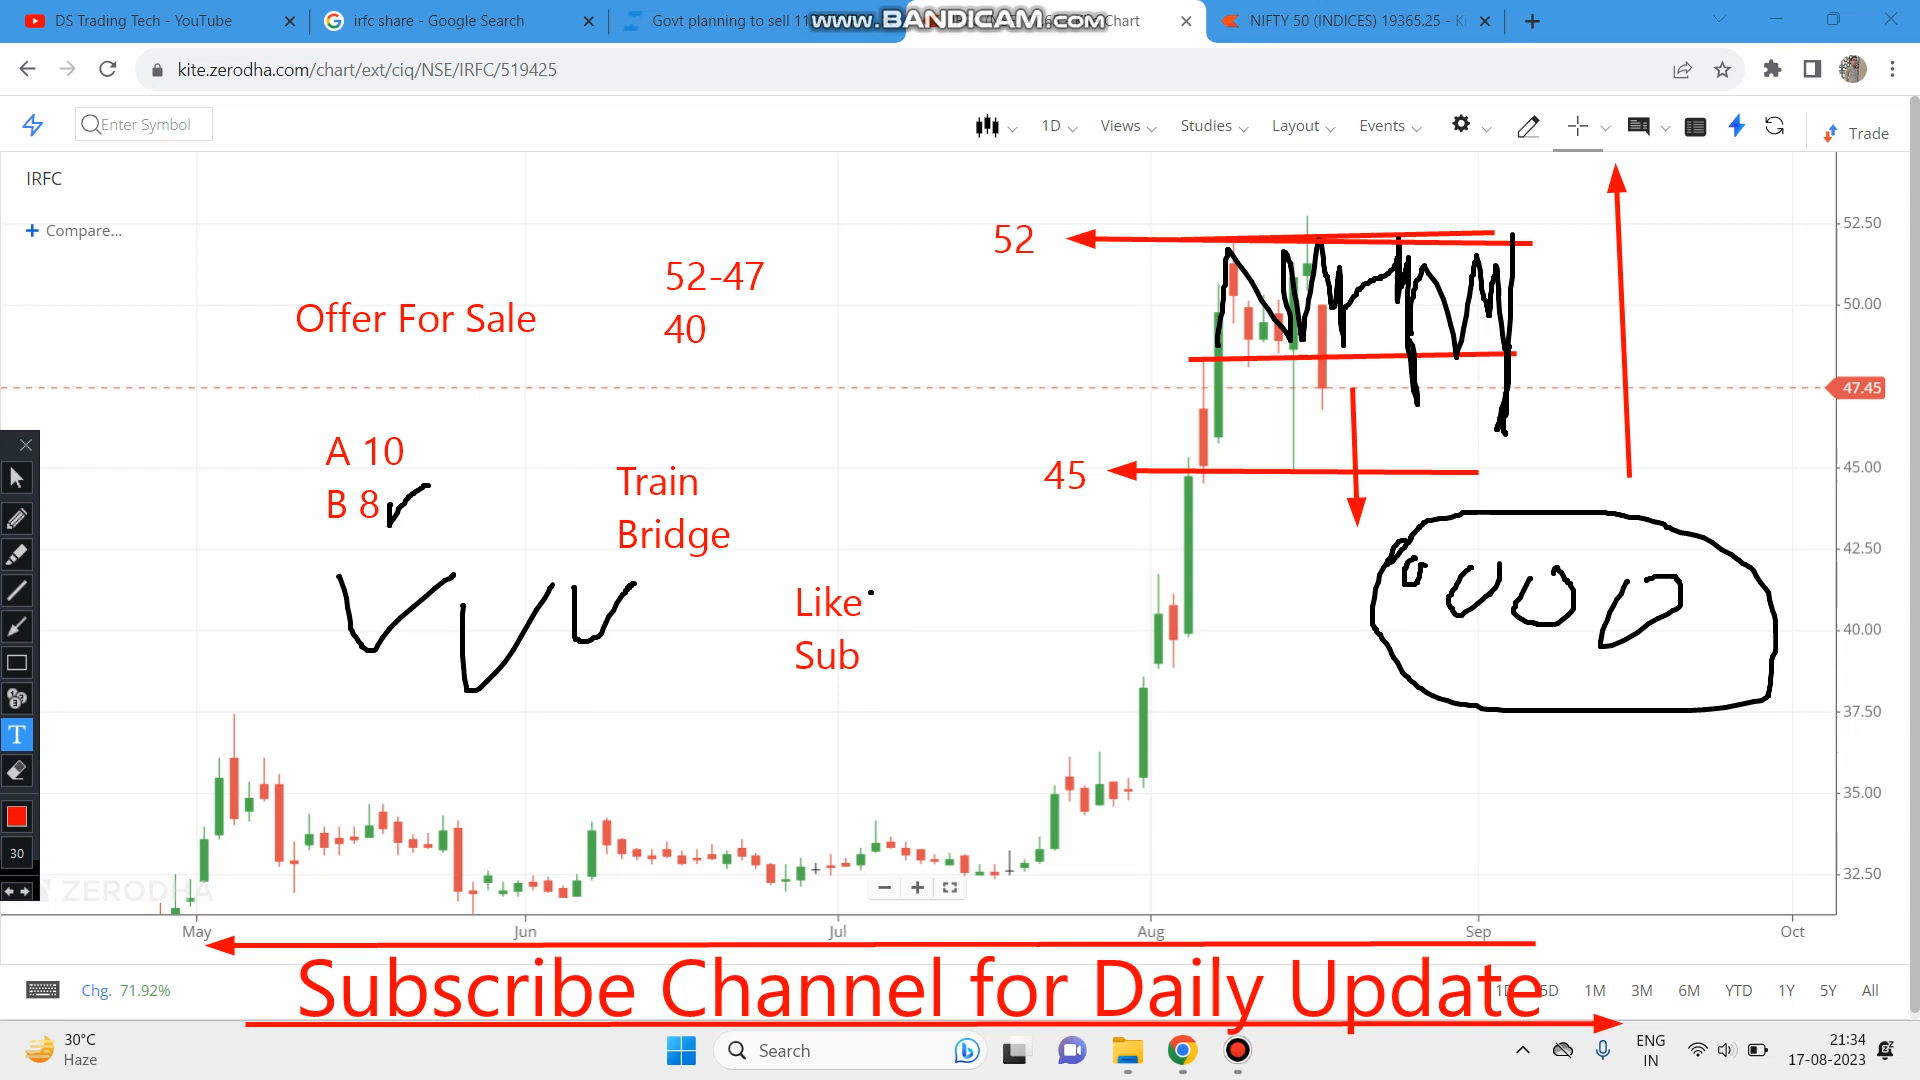 DS Trading Tech - YouTube
irfc share - Google Search
Govt planning to sell 11
Chart
NIFTY 50 (INDICES) 19365.25 - Ki
www.BANDICAM.com
kite.zerodha.com/chart/ext/ciq/NSE/IRFC/519425
Enter Symbol
1D
Views
Studies
Layout
Events
Trade
IRFC
Compare...
52
52-47
40
Offer For Sale
52.50
50.00
47.45
45.00
42.50
40.00
37.50
35.00
32.50
45
A 10
B 8
Train
Bridge
Like
Sub
T
30
ZERODHA
May
Jun
Jul
Aug
Sep
Oct
Subscribe Channel for Daily Update
Chg. 71.92%
1D 5D 1M 3M 6M YTD 1Y 5Y All
30°C
Haze
Search
ENG
IN
21:34
17-08-2023